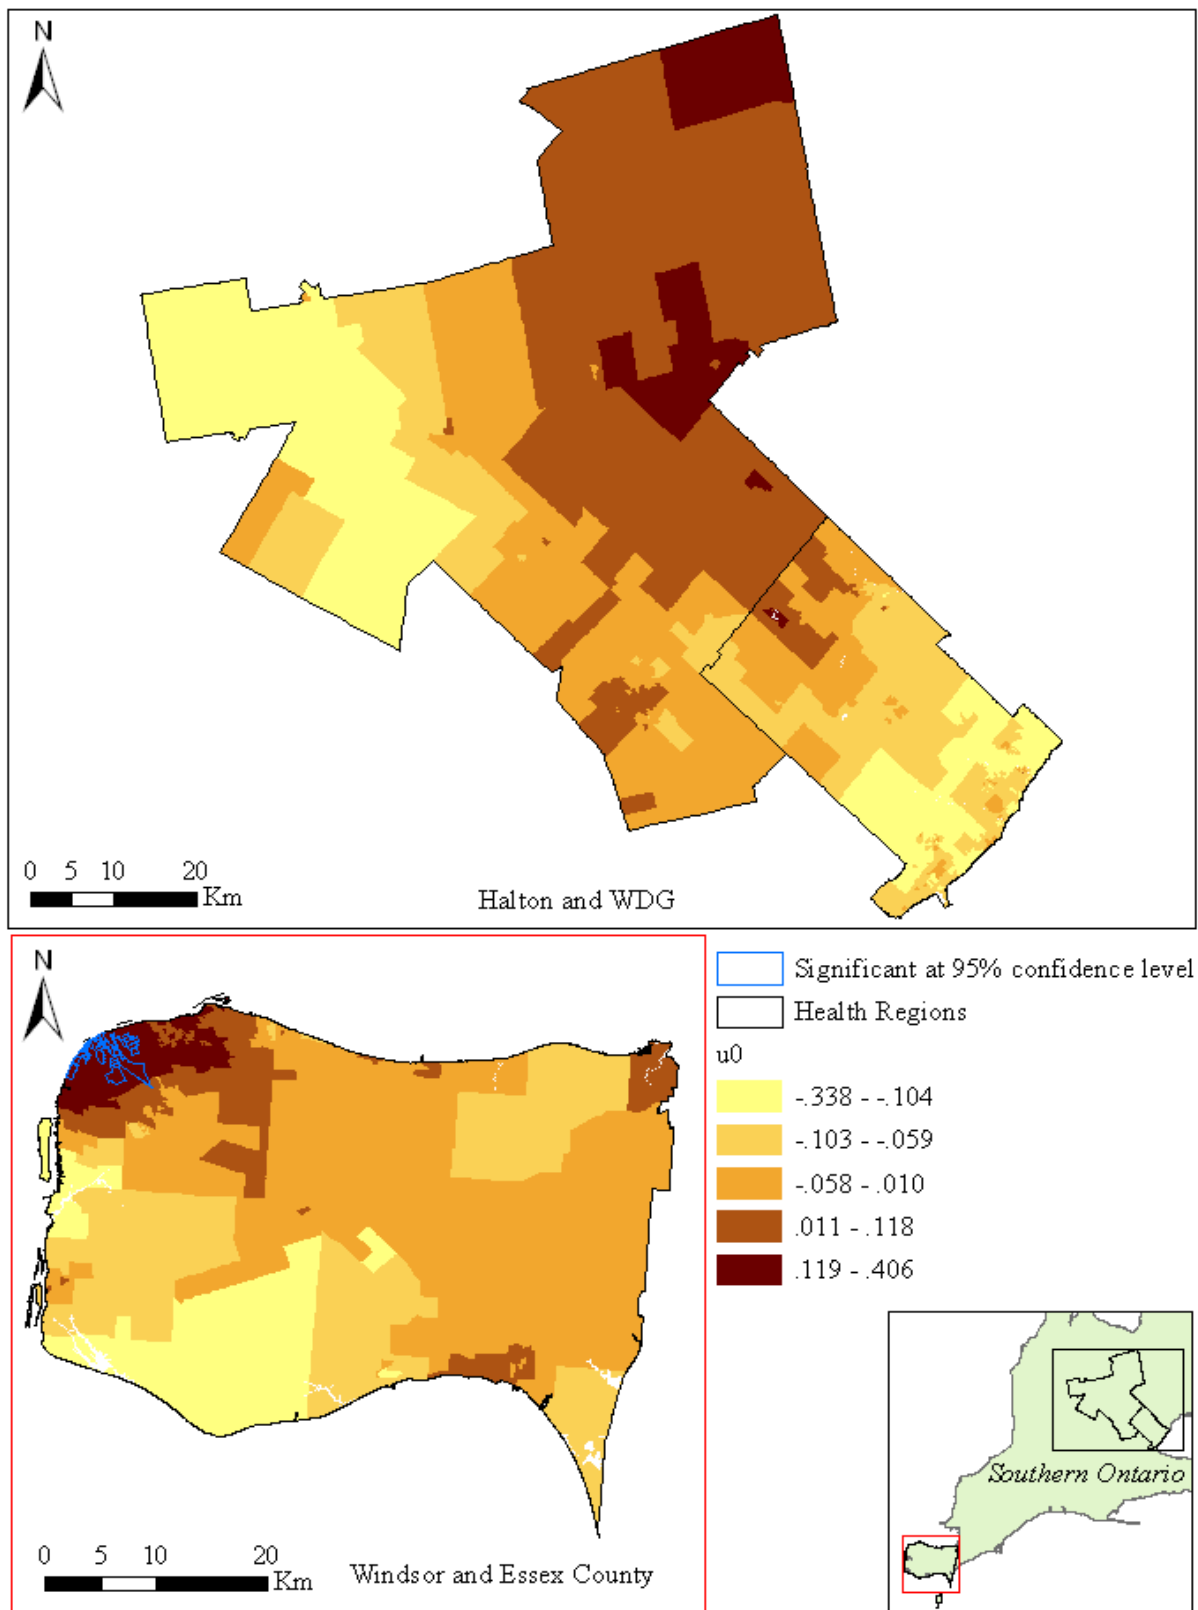 N
0 5 10 20
Km
Halton and WDG
N
Significant at 95% confidence level
Health Regions
u0
-.338 - -.104
-.103 - -.059
-.058 - .010
.011 - .118
.119 - .406
Southern Ontario
0 5 10 20
Km
Windsor and Essex County